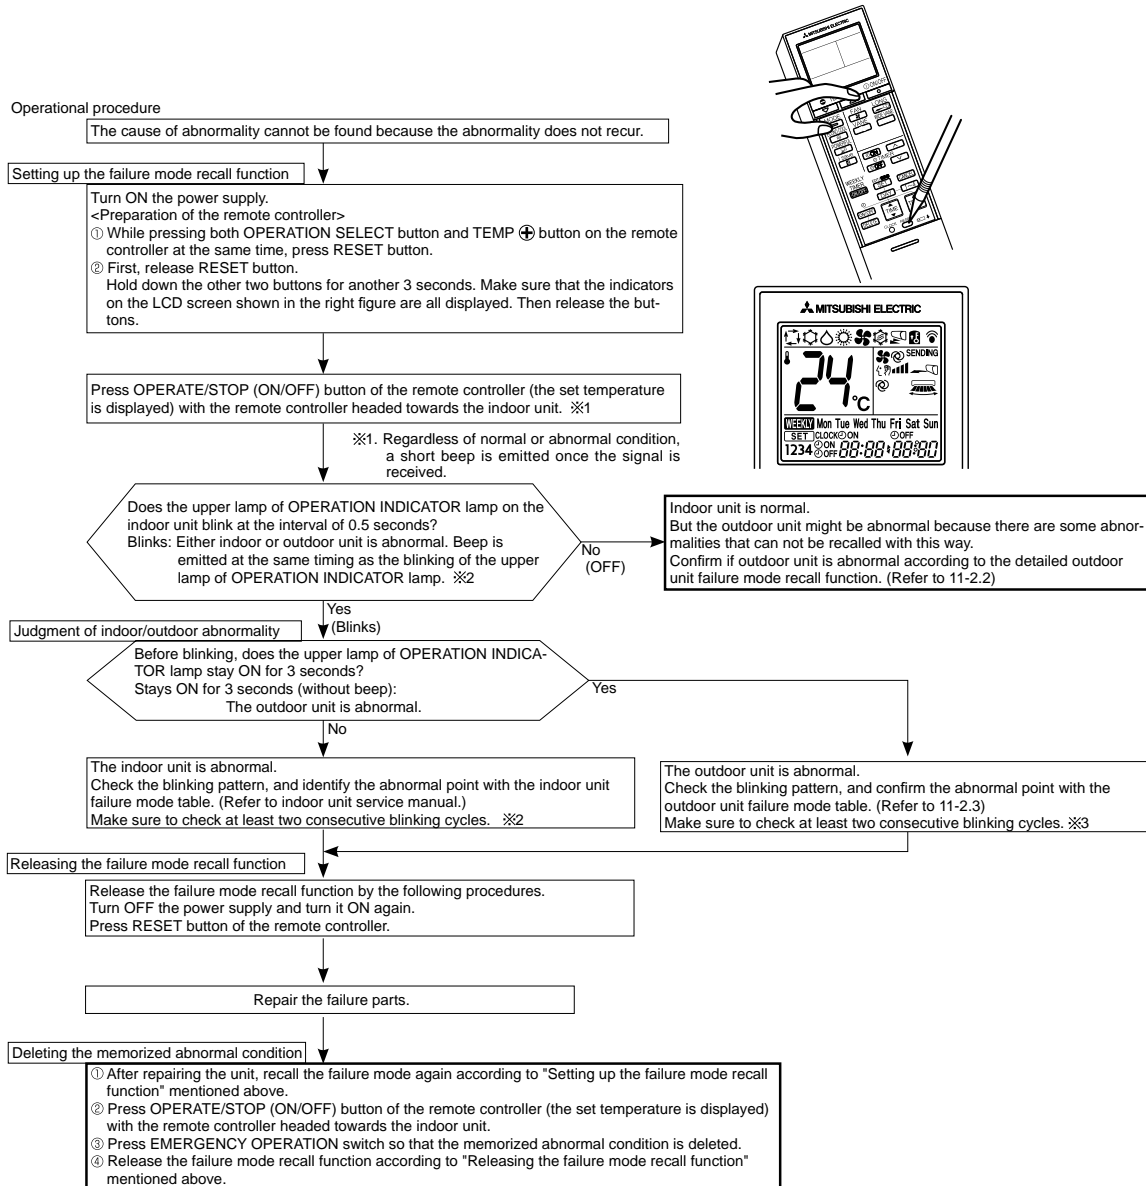 Operational procedure
The cause of abnormality cannot be found because the abnormality does not recur.
Setting up the failure mode recall function
Turn ON the power supply.
<Preparation of the remote controller>
① While pressing both OPERATION SELECT button and TEMP ⊕ button on the remote
controller at the same time, press RESET button.
② First, release RESET button.
Hold down the other two buttons for another 3 seconds. Make sure that the indicators
on the LCD screen shown in the right figure are all displayed. Then release the but-
tons.
MITSUBISHI ELECTRIC
MITSUBISHI ELECTRIC
SENDING
24°C
WEEKLY Mon Tue Wed Thu Fri Sat Sun
SET CLOCK ON OFF
1234 ON
OFF 88:88 88:88
Press OPERATE/STOP (ON/OFF) button of the remote controller (the set temperature
is displayed) with the remote controller headed towards the indoor unit. ※1
※1. Regardless of normal or abnormal condition,
a short beep is emitted once the signal is
received.
Does the upper lamp of OPERATION INDICATOR lamp on the
indoor unit blink at the interval of 0.5 seconds?
Blinks: Either indoor or outdoor unit is abnormal. Beep is
emitted at the same timing as the blinking of the upper
lamp of OPERATION INDICATOR lamp. ※2
No
(OFF)
Indoor unit is normal.
But the outdoor unit might be abnormal because there are some abnor-
malities that can not be recalled with this way.
Confirm if outdoor unit is abnormal according to the detailed outdoor
unit failure mode recall function. (Refer to 11-2.2)
Yes
(Blinks)
Judgment of indoor/outdoor abnormality
Before blinking, does the upper lamp of OPERATION INDICA-
TOR lamp stay ON for 3 seconds?
Stays ON for 3 seconds (without beep):
The outdoor unit is abnormal.
Yes
No
The indoor unit is abnormal.
Check the blinking pattern, and identify the abnormal point with the indoor unit
failure mode table. (Refer to indoor unit service manual.)
Make sure to check at least two consecutive blinking cycles. ※2
The outdoor unit is abnormal.
Check the blinking pattern, and confirm the abnormal point with the
outdoor unit failure mode table. (Refer to 11-2.3)
Make sure to check at least two consecutive blinking cycles. ※3
Releasing the failure mode recall function
Release the failure mode recall function by the following procedures.
Turn OFF the power supply and turn it ON again.
Press RESET button of the remote controller.
Repair the failure parts.
Deleting the memorized abnormal condition
① After repairing the unit, recall the failure mode again according to "Setting up the failure mode recall
function" mentioned above.
② Press OPERATE/STOP (ON/OFF) button of the remote controller (the set temperature is displayed)
with the remote controller headed towards the indoor unit.
③ Press EMERGENCY OPERATION switch so that the memorized abnormal condition is deleted.
④ Release the failure mode recall function according to "Releasing the failure mode recall function"
mentioned above.